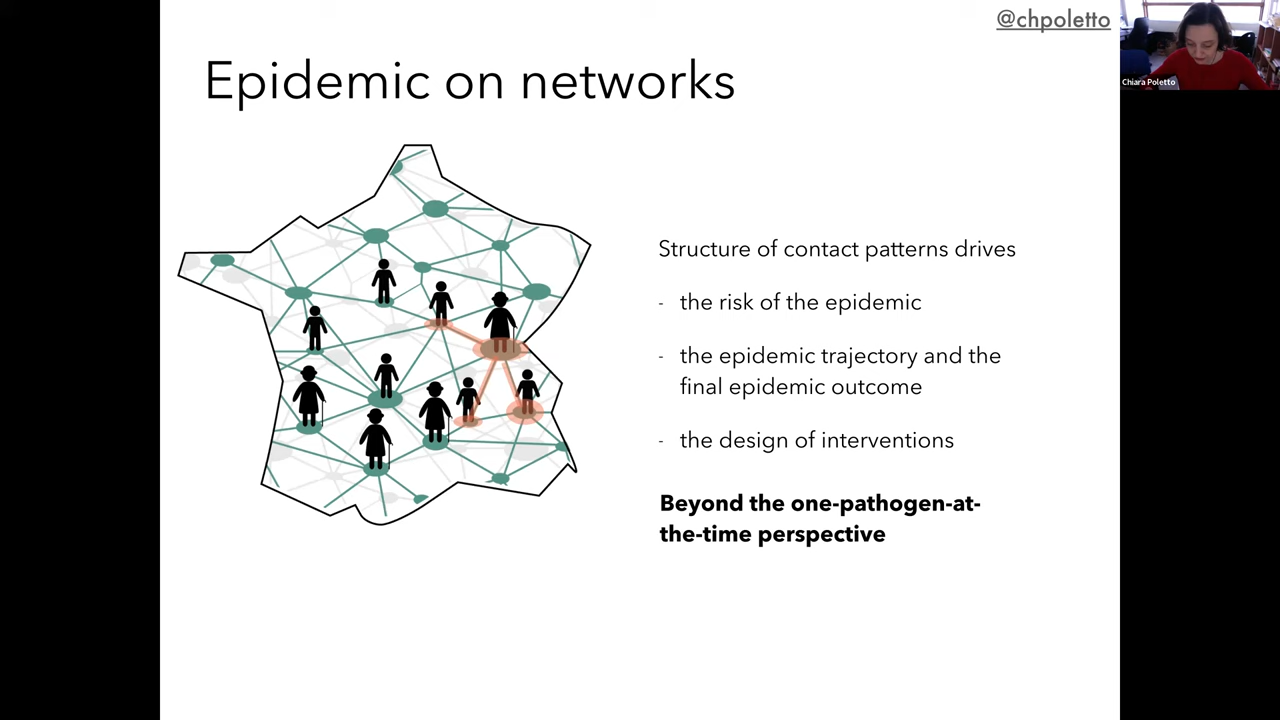 @chpoletto
Chiara Poletto
Epidemic on networks
Structure of contact patterns drives
- the risk of the epidemic
- the epidemic trajectory and the
final epidemic outcome
- the design of interventions
Beyond the one-pathogen-at-
the-time perspective